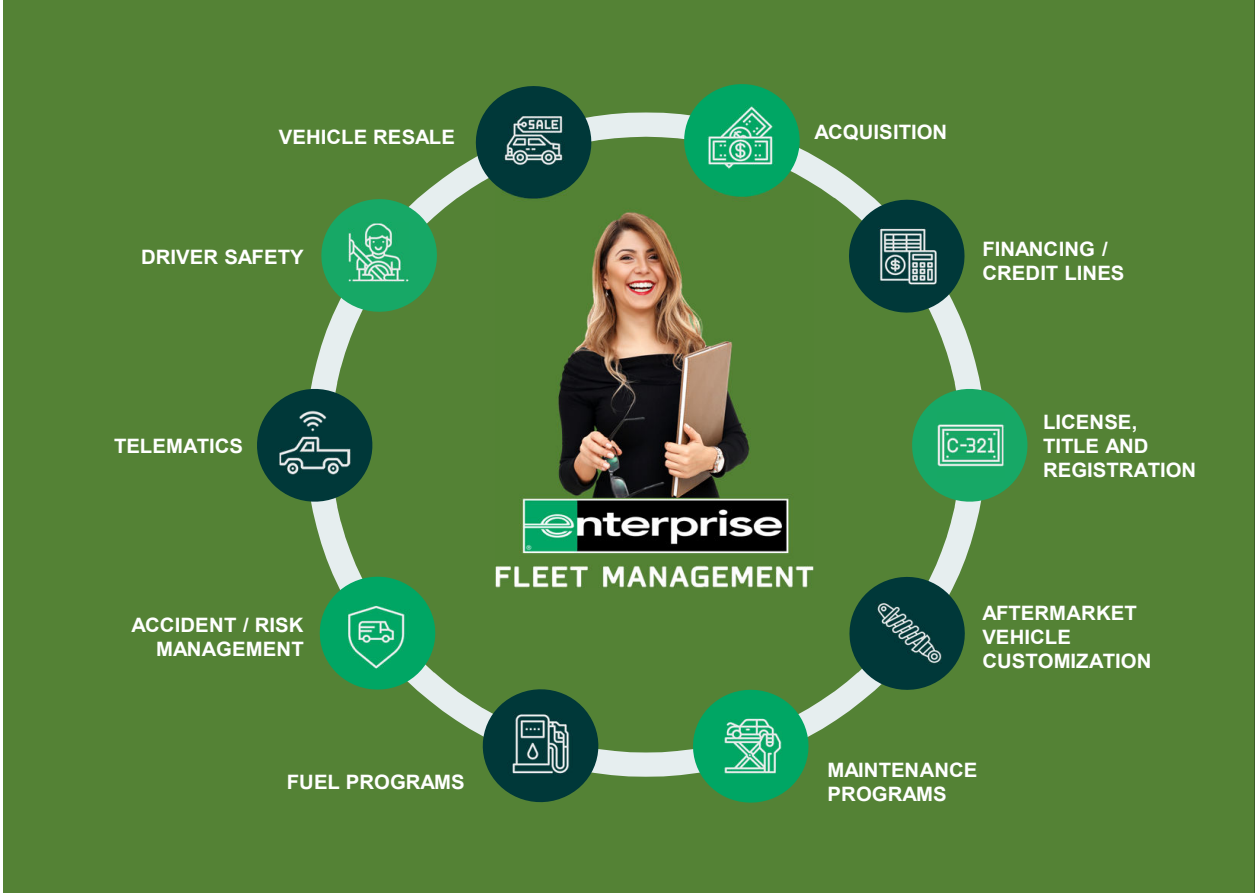 SALE
VEHICLE RESALE
ACQUISITION
DRIVER SAFETY
FINANCING /
CREDIT LINES
TELEMATICS
LICENSE,
TITLE AND
REGISTRATION
C-321
enterprise
®
FLEET MANAGEMENT
ACCIDENT / RISK
MANAGEMENT
AFTERMARKET
VEHICLE
CUSTOMIZATION
FUEL PROGRAMS
MAINTENANCE
PROGRAMS